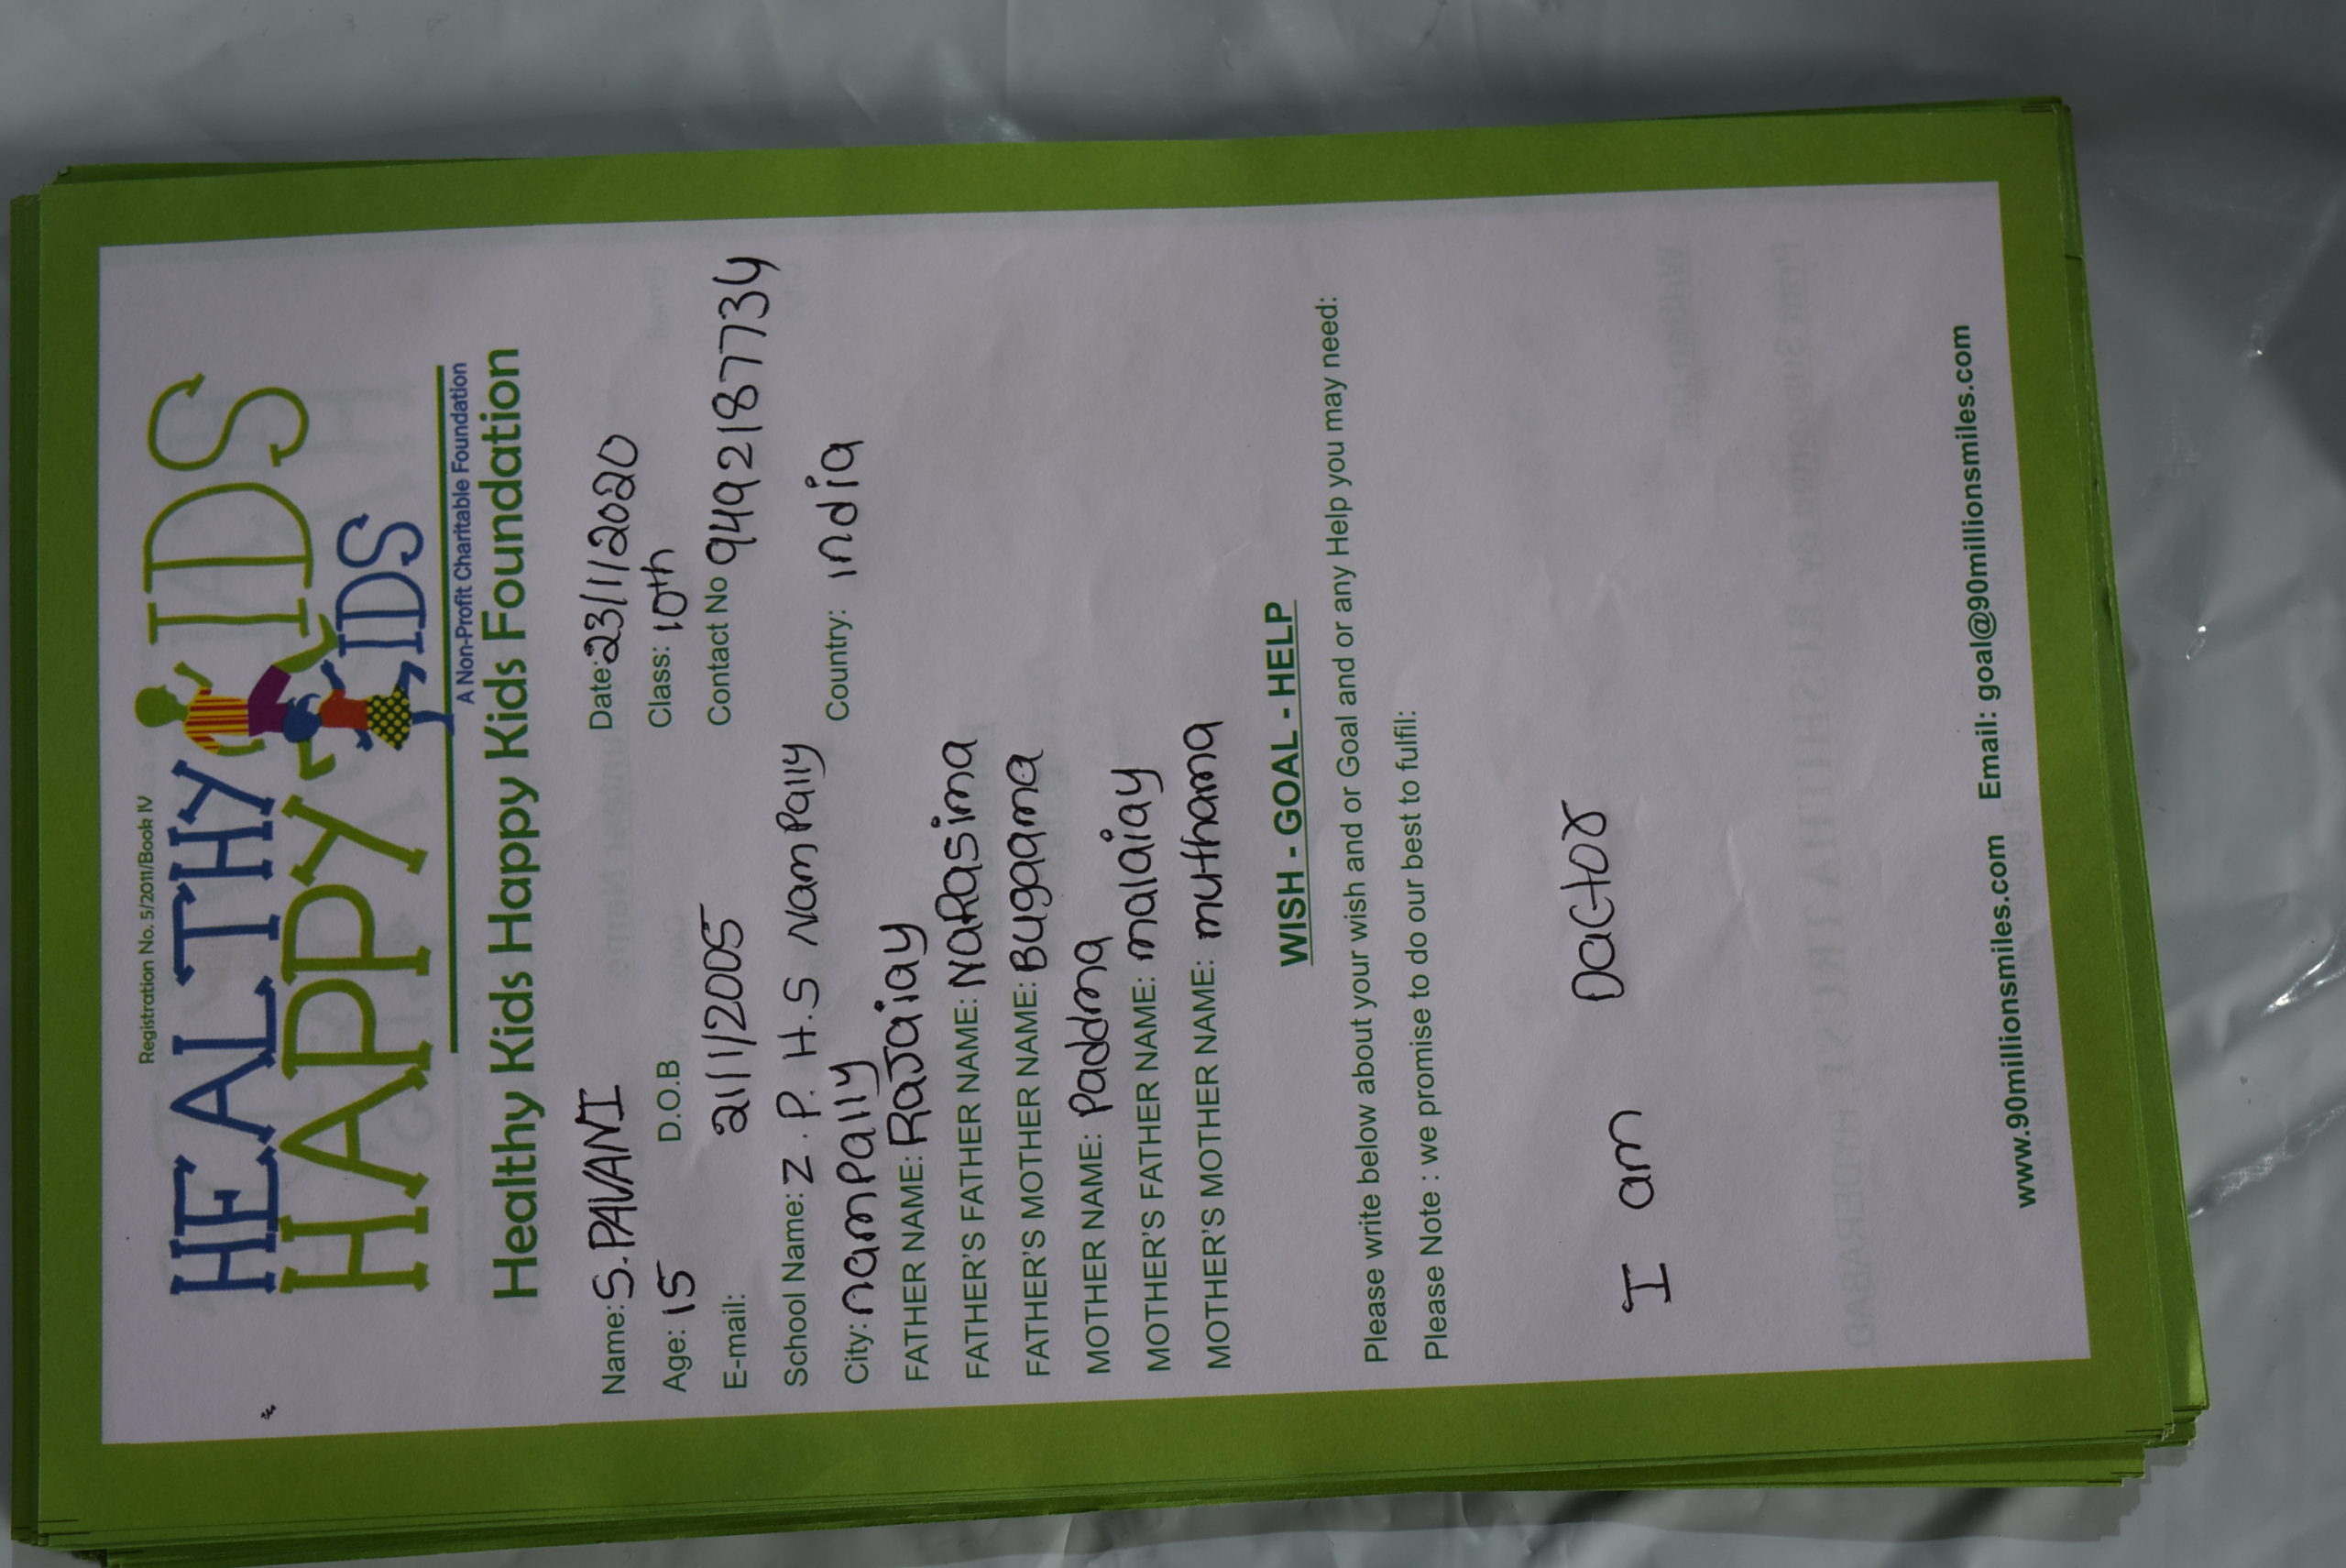 Registration No. 5/2011/Book IV
HEALTHY KIDS
HAPPY KIDS
A Non-Profit Charitable Foundation
Healthy Kids Happy Kids Foundation
Name: S.PAVANI Date: 23/1/2020
Age: 15 D.O.B Class: 10th
E-mail: 21/1/2005 Contact No 9492187734
School Name: Z.P.H.S Nampally
City: nampally Country: india
FATHER NAME: RaJaiay
FATHER'S FATHER NAME: NaRasima
FATHER'S MOTHER NAME: Bugama
MOTHER NAME: Paddma
MOTHER'S FATHER NAME: malaiay
MOTHER'S MOTHER NAME: muthama
WISH - GOAL - HELP
Please write below about your wish and or Goal and or any Help you may need:
Please Note : we promise to do our best to fulfil:
I am Dactor
www.90millionsmiles.com Email: goal@90millionsmiles.com